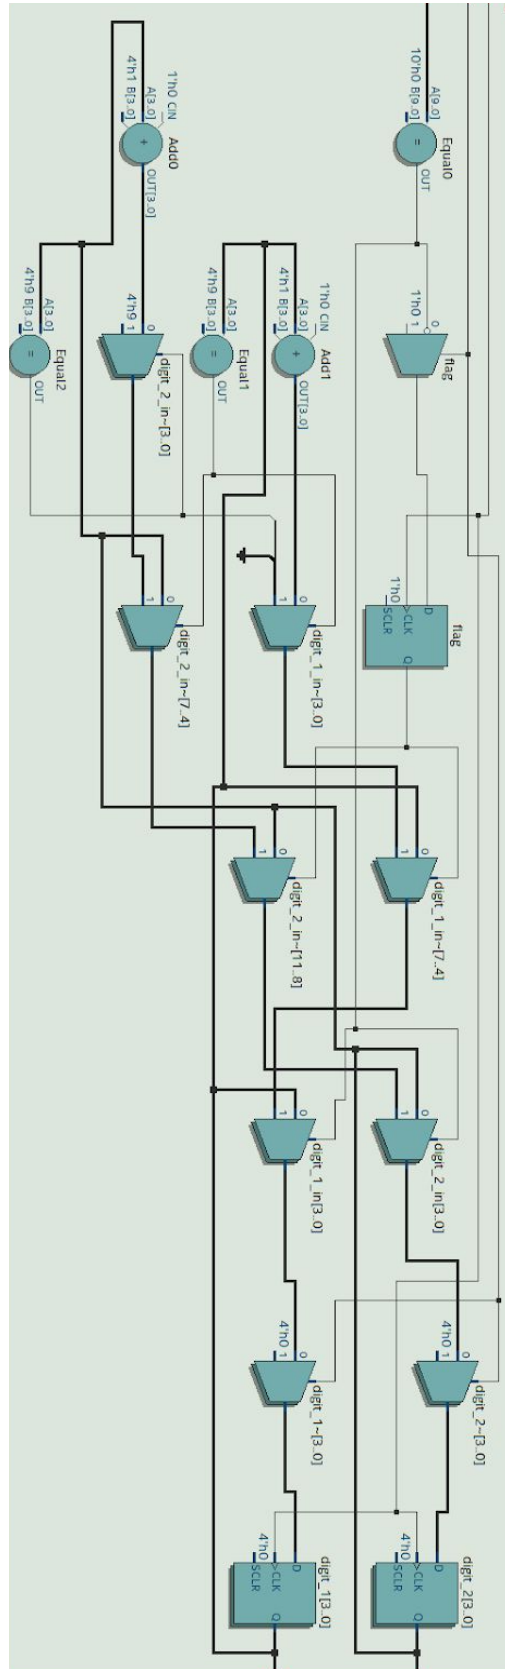 1'h0 CIN
A[3..0]
4'h1 B[3..0]
Add0
OUT[3..0]
A[9..0]
10'h0 B[9..0]
Equal0
OUT
A[3..0]
4'h9 B[3..0]
Equal2
OUT
0
4'h9 1
digit_2_in~[3..0]
A[3..0]
4'h9 B[3..0]
Equal1
OUT
1'h0 CIN
A[3..0]
4'h1 B[3..0]
Add1
OUT[3..0]
0
1'h0 1
flag
0
1
digit_2_in~[7..4]
0
1
digit_1_in~[3..0]
flag
D
CLK
1'h0
SCLR
Q
0
1
digit_2_in~[11..8]
0
1
digit_1_in~[7..4]
0
1
digit_1_in[3..0]
0
1
digit_2_in[3..0]
0
4'h0 1
digit_1~[3..0]
0
4'h0 1
digit_2~[3..0]
digit_1[3..0]
D
CLK
4'h0
SCLR
Q
digit_2[3..0]
D
CLK
4'h0
SCLR
Q